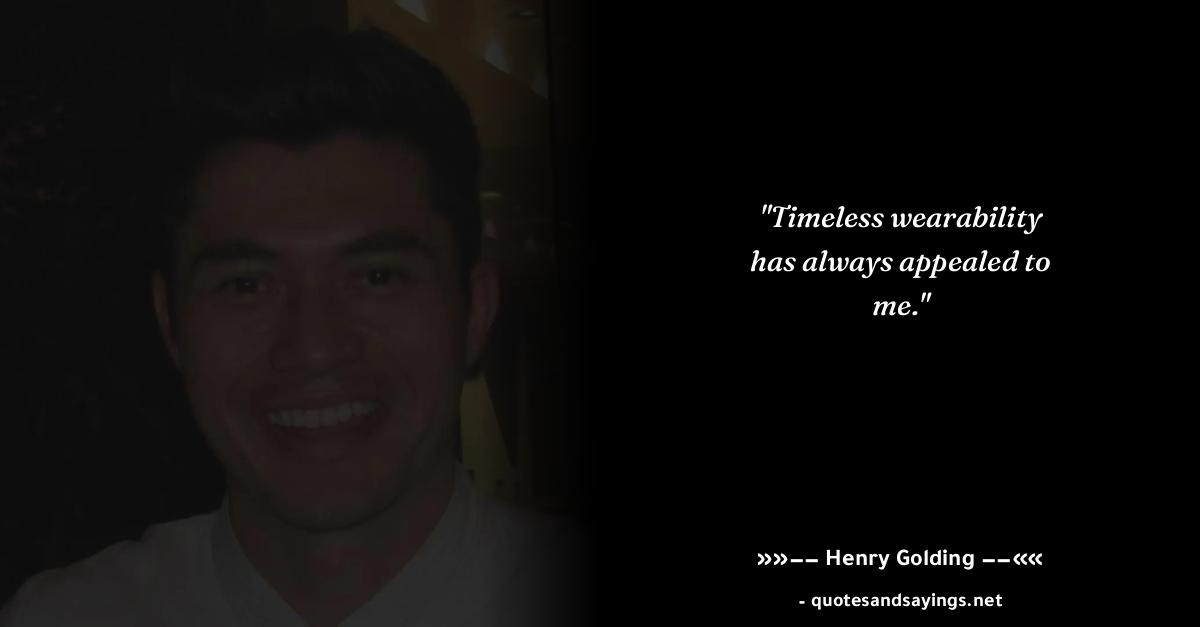 "Timeless wearability
has always appealed to
me."
»»−− Henry Golding −−««
- quotesandsayings.net